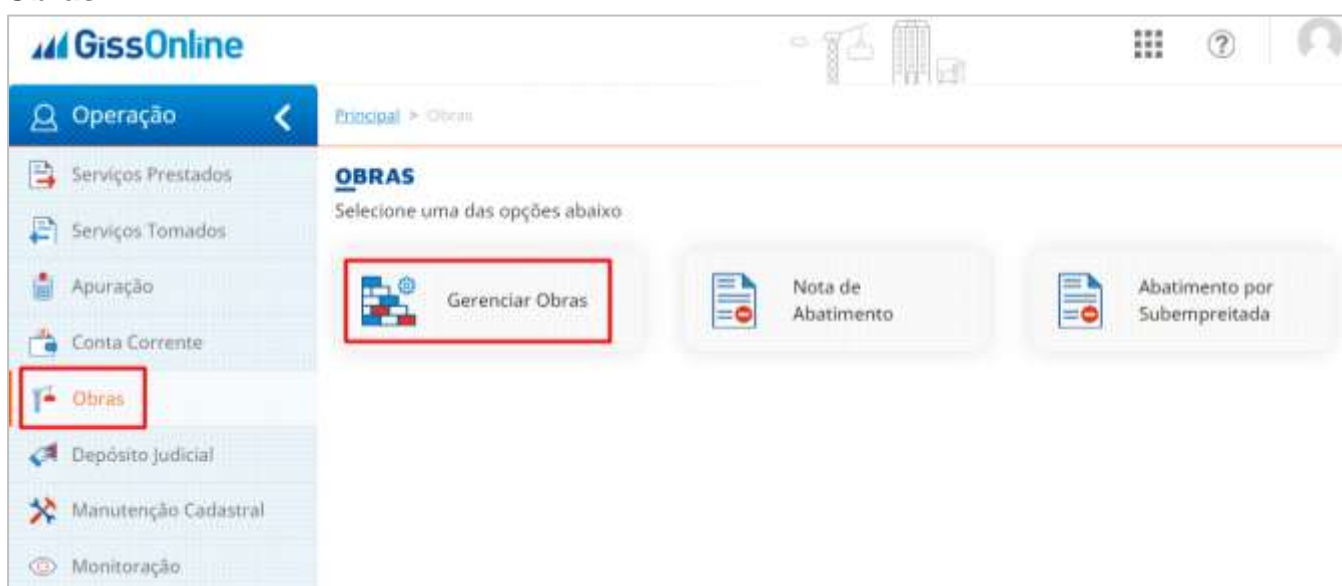 GissOnline
Operação
Principal > Obras
Serviços Prestados
Serviços Tomados
Apuração
Conta Corrente
Obras
Depósito Judicial
Manutenção Cadastral
Monitoração
OBRAS
Selecione uma das opções abaixo
Gerenciar Obras
Nota de
Abatimento
Abatimento por
Subempreitada